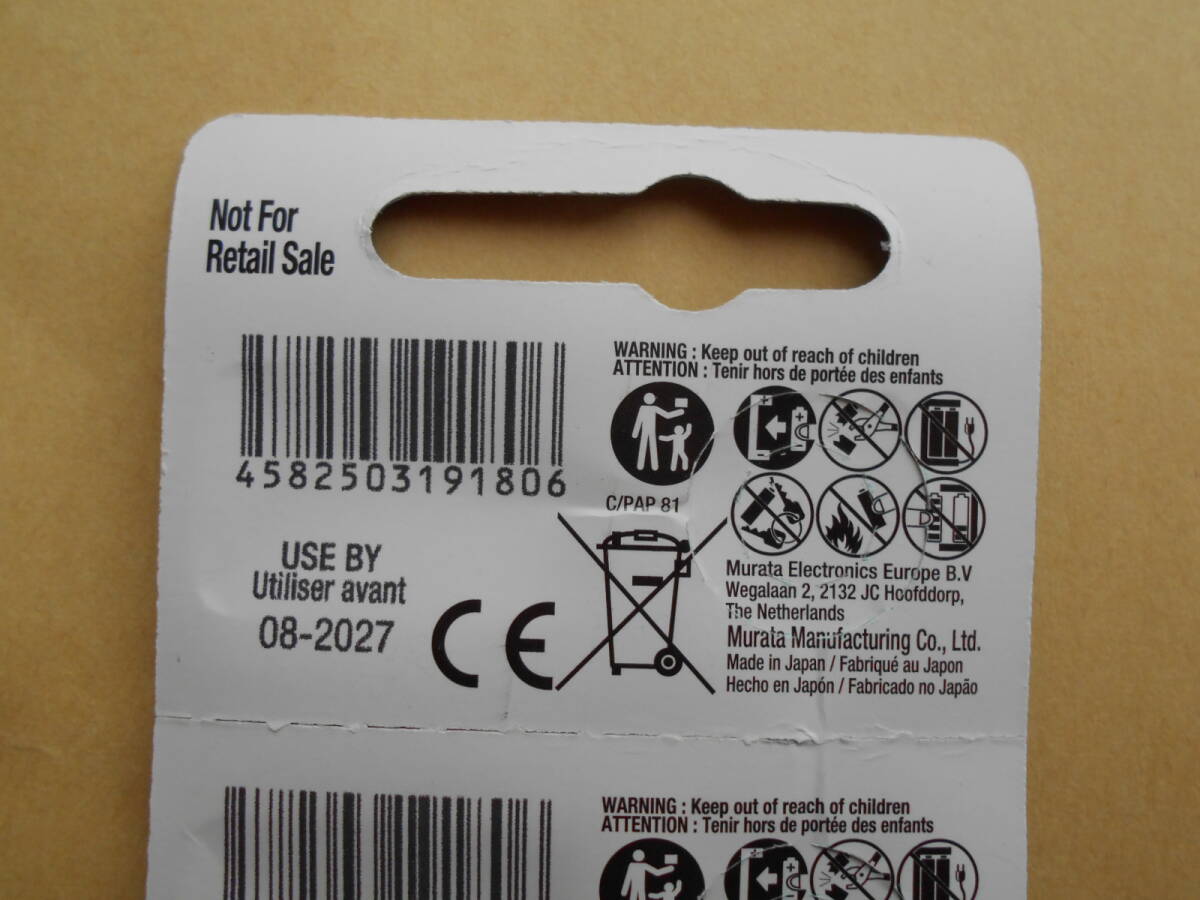 Not For
Retail Sale
4582503191806
USE BY
Utiliser avant
08-2027
CE
WARNING : Keep out of reach of children
ATTENTION : Tenir hors de portée des enfants
C/PAP 81
Murata Electronics Europe B.V
Wegalaan 2, 2132 JC Hoofddorp,
The Netherlands
Murata Manufacturing Co., Ltd.
Made in Japan / Fabriqué au Japon
Hecho en Japón / Fabricado no Japão
WARNING : Keep out of reach of children
ATTENTION : Tenir hors de portée des enfants